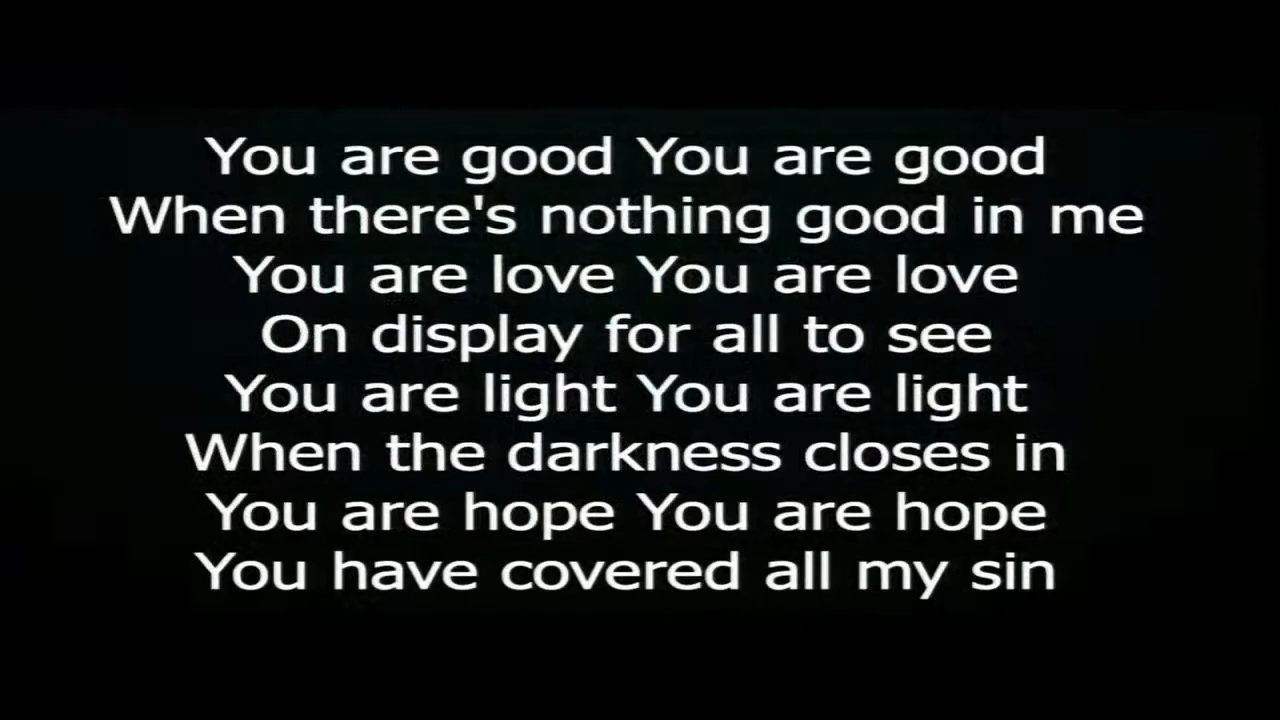 You are good You are good
When there's nothing good in me
You are love You are love
On display for all to see
You are light You are light
When the darkness closes in
You are hope You are hope
You have covered all my sin